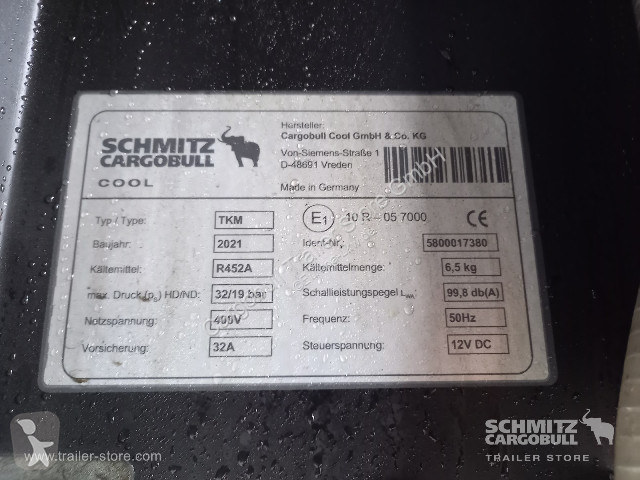 SCHMITZ
CARGOBULL
COOL
Hersteller:
Cargobull Cool GmbH & Co. KG
Von-Siemens-Straße 1
D-48691 Vreden
Made in Germany
Typ / Type: TKM E1 10 R - 05 7000 CE
Baujahr: 2021 Ident-Nr.: 5800017380
Kältemittel: R452A Kältemittelmenge: 6,5 kg
max. Druck (ps) HD/ND: 32/19 bar Schallleistungspegel LWA: 99,8 db(A)
Notzspannung: 400V Frequenz: 50Hz
Vorsicherung: 32A Steuerspannung: 12V DC
www.trailer-store.com
SCHMITZ
CARGOBULL
Trailer Store